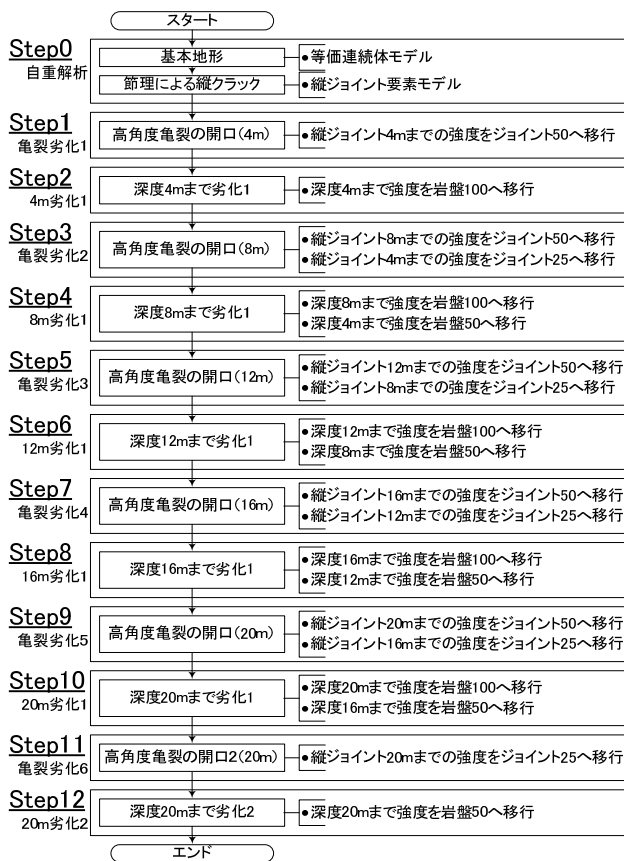 スタート
Step0
自重解析
基本地形
●等価連続体モデル
節理による縦クラック
●縦ジョイント要素モデル
Step1
亀裂劣化1
高角度亀裂の開口(4m)
●縦ジョイント4mまでの強度をジョイント50へ移行
Step2
4m劣化1
深度4mまで劣化1
●深度4mまで強度を岩盤100へ移行
Step3
亀裂劣化2
高角度亀裂の開口(8m)
●縦ジョイント8mまでの強度をジョイント50へ移行
●縦ジョイント4mまでの強度をジョイント25へ移行
Step4
8m劣化1
深度8mまで劣化1
●深度8mまで強度を岩盤100へ移行
●深度4mまで強度を岩盤50へ移行
Step5
亀裂劣化3
高角度亀裂の開口(12m)
●縦ジョイント12mまでの強度をジョイント50へ移行
●縦ジョイント8mまでの強度をジョイント25へ移行
Step6
12m劣化1
深度12mまで劣化1
●深度12mまで強度を岩盤100へ移行
●深度8mまで強度を岩盤50へ移行
Step7
亀裂劣化4
高角度亀裂の開口(16m)
●縦ジョイント16mまでの強度をジョイント50へ移行
●縦ジョイント12mまでの強度をジョイント25へ移行
Step8
16m劣化1
深度16mまで劣化1
●深度16mまで強度を岩盤100へ移行
●深度12mまで強度を岩盤50へ移行
Step9
亀裂劣化5
高角度亀裂の開口(20m)
●縦ジョイント20mまでの強度をジョイント50へ移行
●縦ジョイント16mまでの強度をジョイント25へ移行
Step10
20m劣化1
深度20mまで劣化1
●深度20mまで強度を岩盤100へ移行
●深度16mまで強度を岩盤50へ移行
Step11
亀裂劣化6
高角度亀裂の開口2(20m)
●縦ジョイント20mまでの強度をジョイント25へ移行
Step12
20m劣化2
深度20mまで劣化2
●深度20mまで強度を岩盤50へ移行
エンド